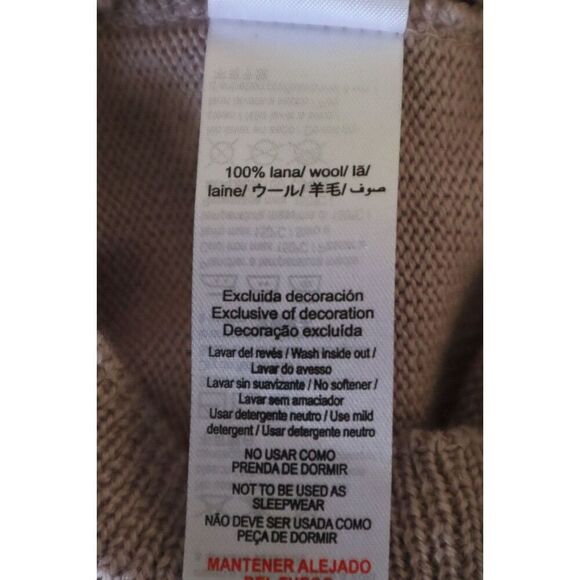 100% lana/ wool/ lã/
laine/ ウール/ 羊毛/ صوف
Excluida decoración
Exclusive of decoration
Decoração excluída
Lavar del revés / Wash inside out /
Lavar do avesso
Lavar sin suavizante / No softener /
Lavar sem amaciador
Usar detergente neutro / Use mild
detergent / Usar detergente neutro
NO USAR COMO
PRENDA DE DORMIR
NOT TO BE USED AS
SLEEPWEAR
NÃO DEVE SER USADA COMO
PEÇA DE DORMIR
MANTENER ALEJADO
DEL FUEGO